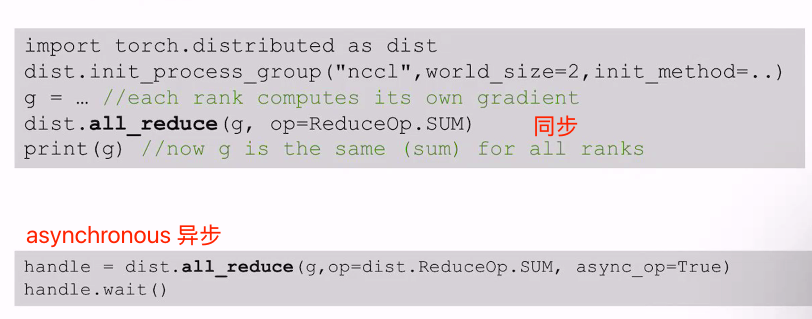 import torch.distributed as dist
dist.init_process_group("nccl",world_size=2,init_method=..)
g = … //each rank computes its own gradient
dist.all_reduce(g, op=ReduceOp.SUM) 同步
print(g) //now g is the same (sum) for all ranks
asynchronous 异步
handle = dist.all_reduce(g,op=dist.ReduceOp.SUM, async_op=True)
handle.wait()